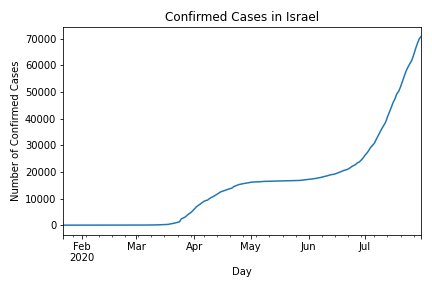 Confirmed Cases in Israel
Number of Confirmed Cases
70000
60000
50000
40000
30000
20000
10000
0
Feb Mar Apr May Jun Jul
2020
Day